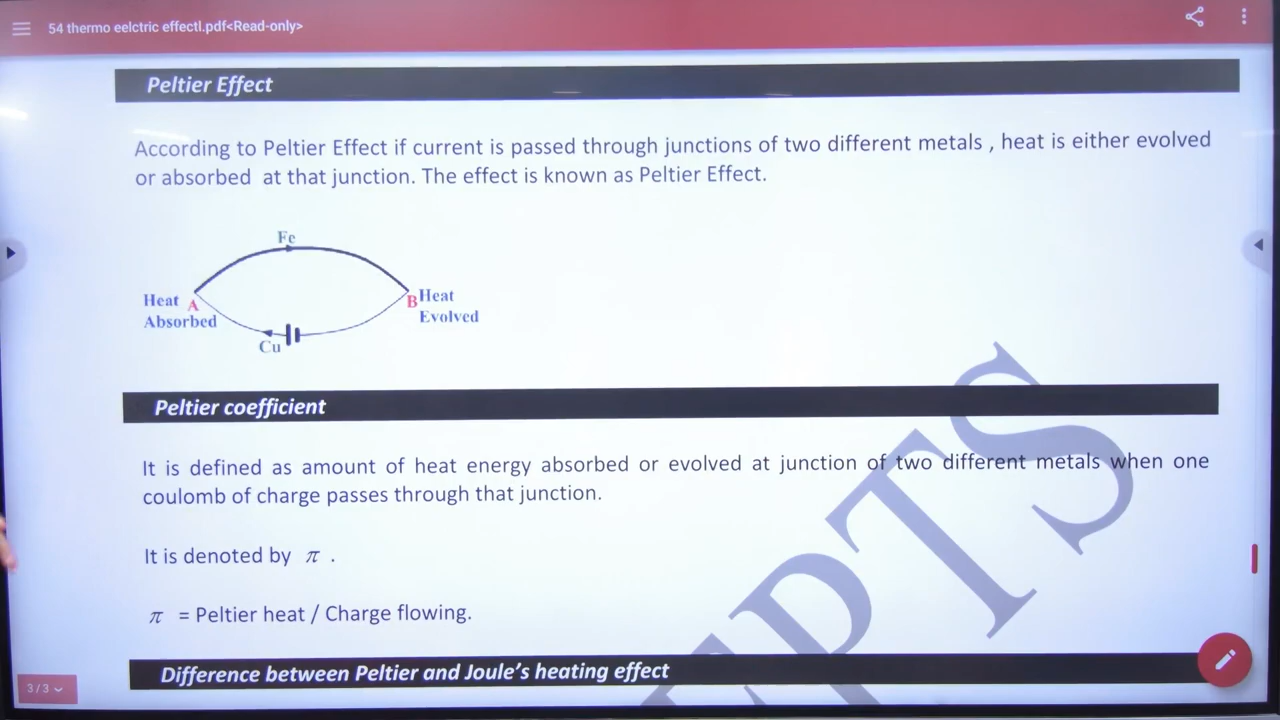 54 thermo eelctric effectl.pdf<Read-only>
Peltier Effect
According to Peltier Effect if current is passed through junctions of two different metals , heat is either evolved
or absorbed at that junction. The effect is known as Peltier Effect.
Fe
Heat A
Absorbed
B Heat
Evolved
Cu
Peltier coefficient
It is defined as amount of heat energy absorbed or evolved at junction of two different metals when one
coulomb of charge passes through that junction.
It is denoted by π .
π = Peltier heat / Charge flowing.
Difference between Peltier and Joule's heating effect
3/3
EPTS